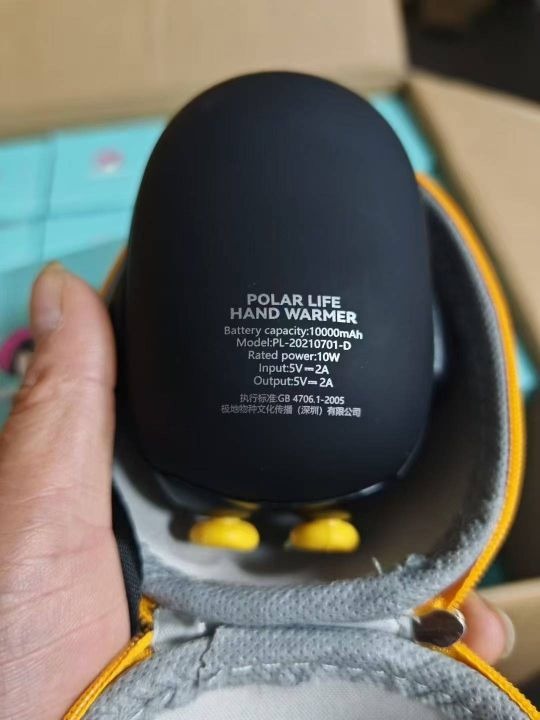 POLAR LIFE
HAND WARMER
Battery capacity:10000mAh
Model:PL-20210701-D
Rated power:10W
Input:5V⎓2A
Output:5V⎓2A
执行标准:GB 4706.1-2005
极地物种文化传播（深圳）有限公司